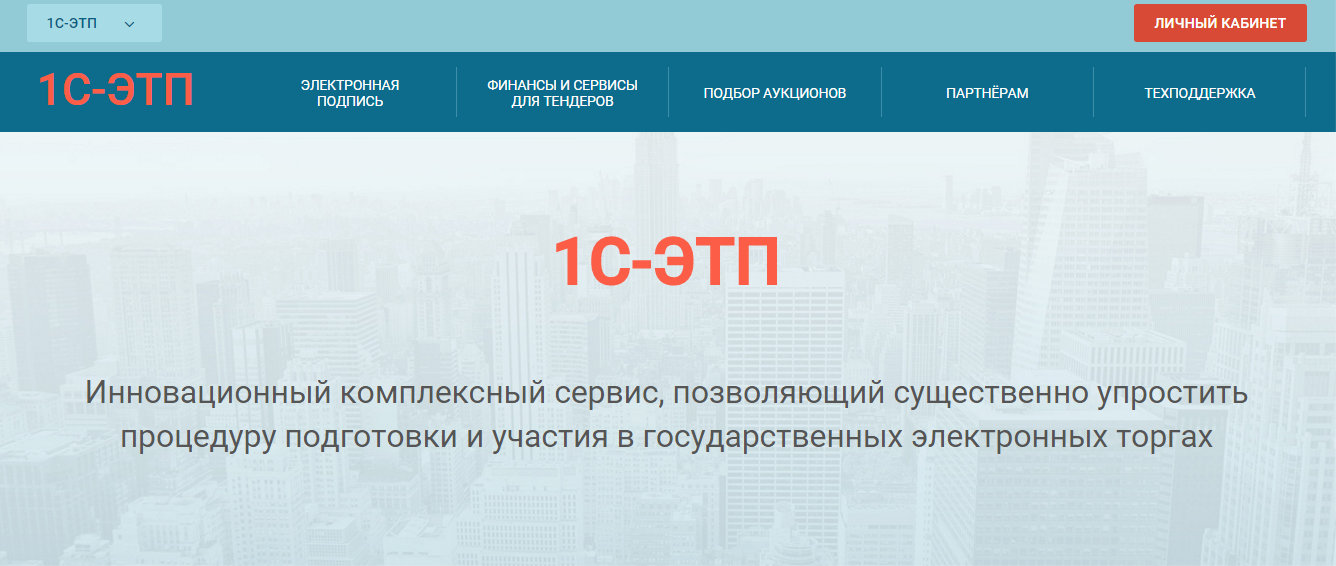 1С-ЭТП
ЛИЧНЫЙ КАБИНЕТ
1С-ЭТП
ЭЛЕКТРОННАЯ
ПОДПИСЬ
ФИНАНСЫ И СЕРВИСЫ
ДЛЯ ТЕНДЕРОВ
ПОДБОР АУКЦИОНОВ
ПАРТНЁРАМ
ТЕХПОДДЕРЖКА
1С-ЭТП
Инновационный комплексный сервис, позволяющий существенно упростить
процедуру подготовки и участия в государственных электронных торгах